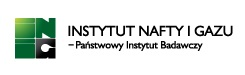 INSTYTUT NAFTY I GAZU
– Państwowy Instytut Badawczy